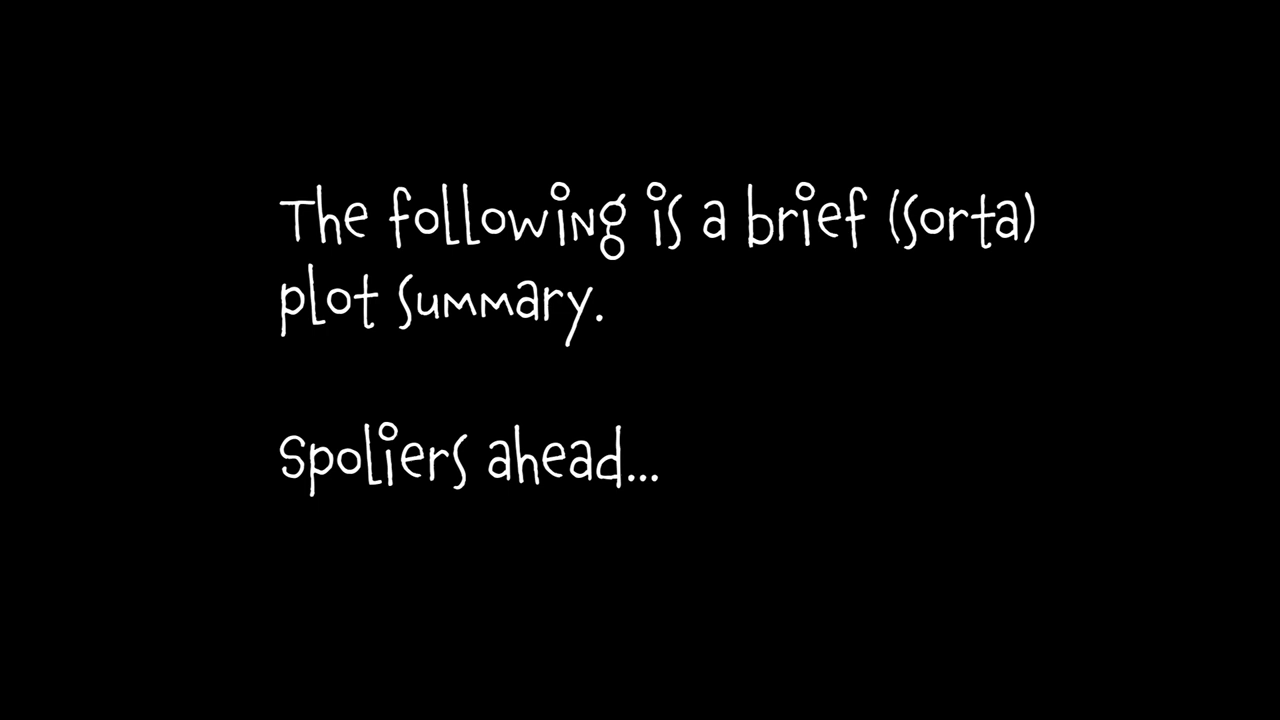 The following is a brief (sorta)
plot summary.
Spoliers ahead...